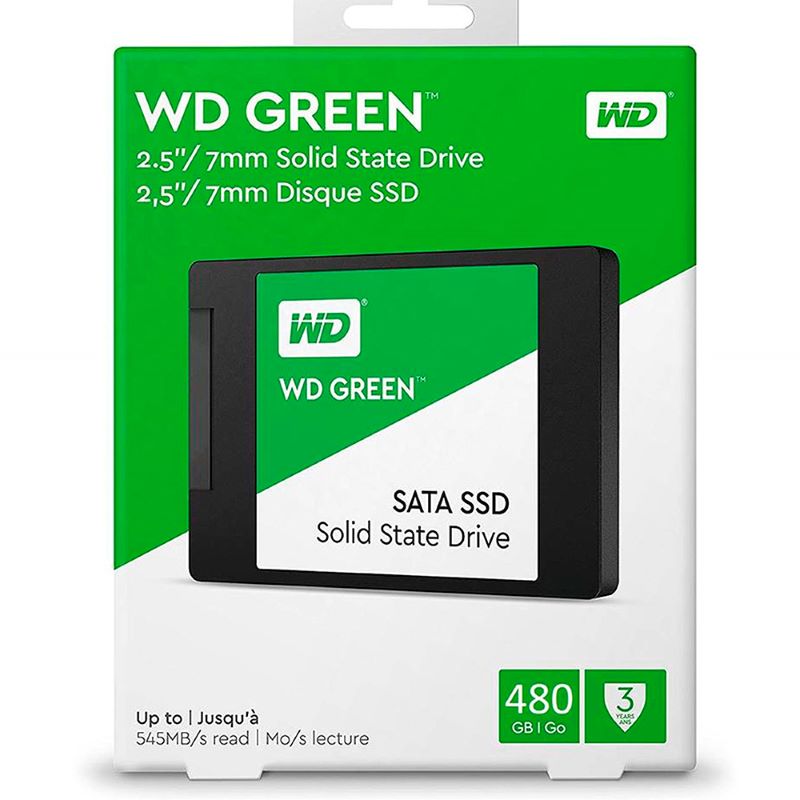 WD GREEN™
WD®
2.5"/ 7mm Solid State Drive
2,5"/ 7mm Disque SSD
WD®
WD GREEN™
SATA SSD
Solid State Drive
480
GB | Go
3
YEARS
ANS
Up to | Jusqu'à
545MB/s read | Mo/s lecture